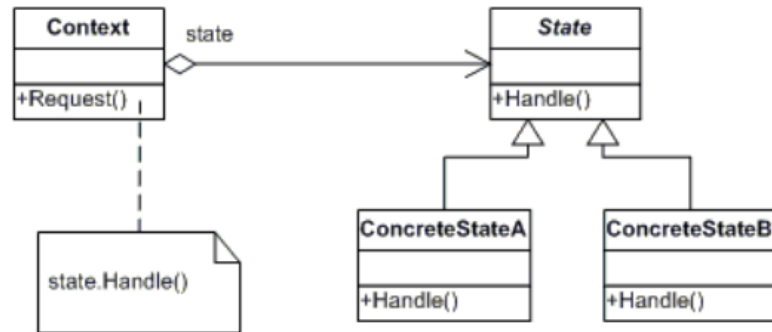 Context
state
State
+Request()
+Handle()
state.Handle()
ConcreteStateA
ConcreteStateB
+Handle()
+Handle()